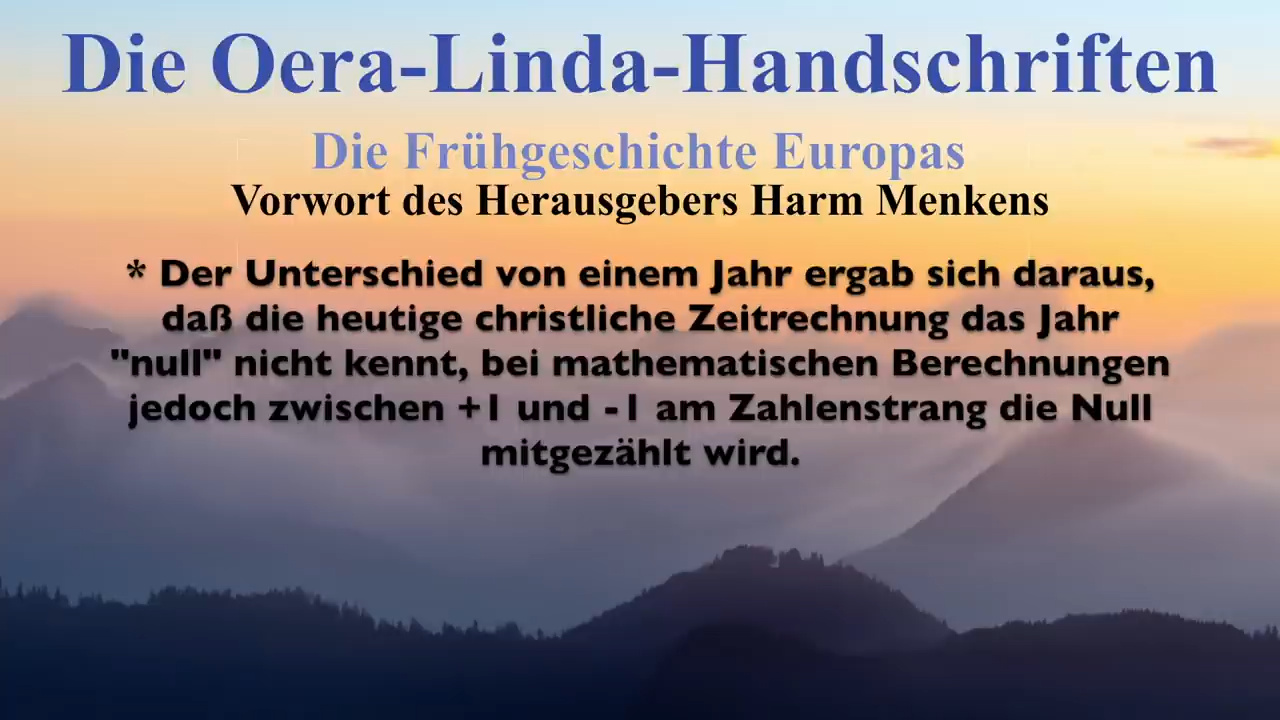 Die Oera-Linda-Handschriften
Die Frühgeschichte Europas
Vorwort des Herausgebers Harm Menkens
* Der Unterschied von einem Jahr ergab sich daraus,
daß die heutige christliche Zeitrechnung das Jahr
"null" nicht kennt, bei mathematischen Berechnungen
jedoch zwischen +1 und -1 am Zahlenstrang die Null
mitgezählt wird.